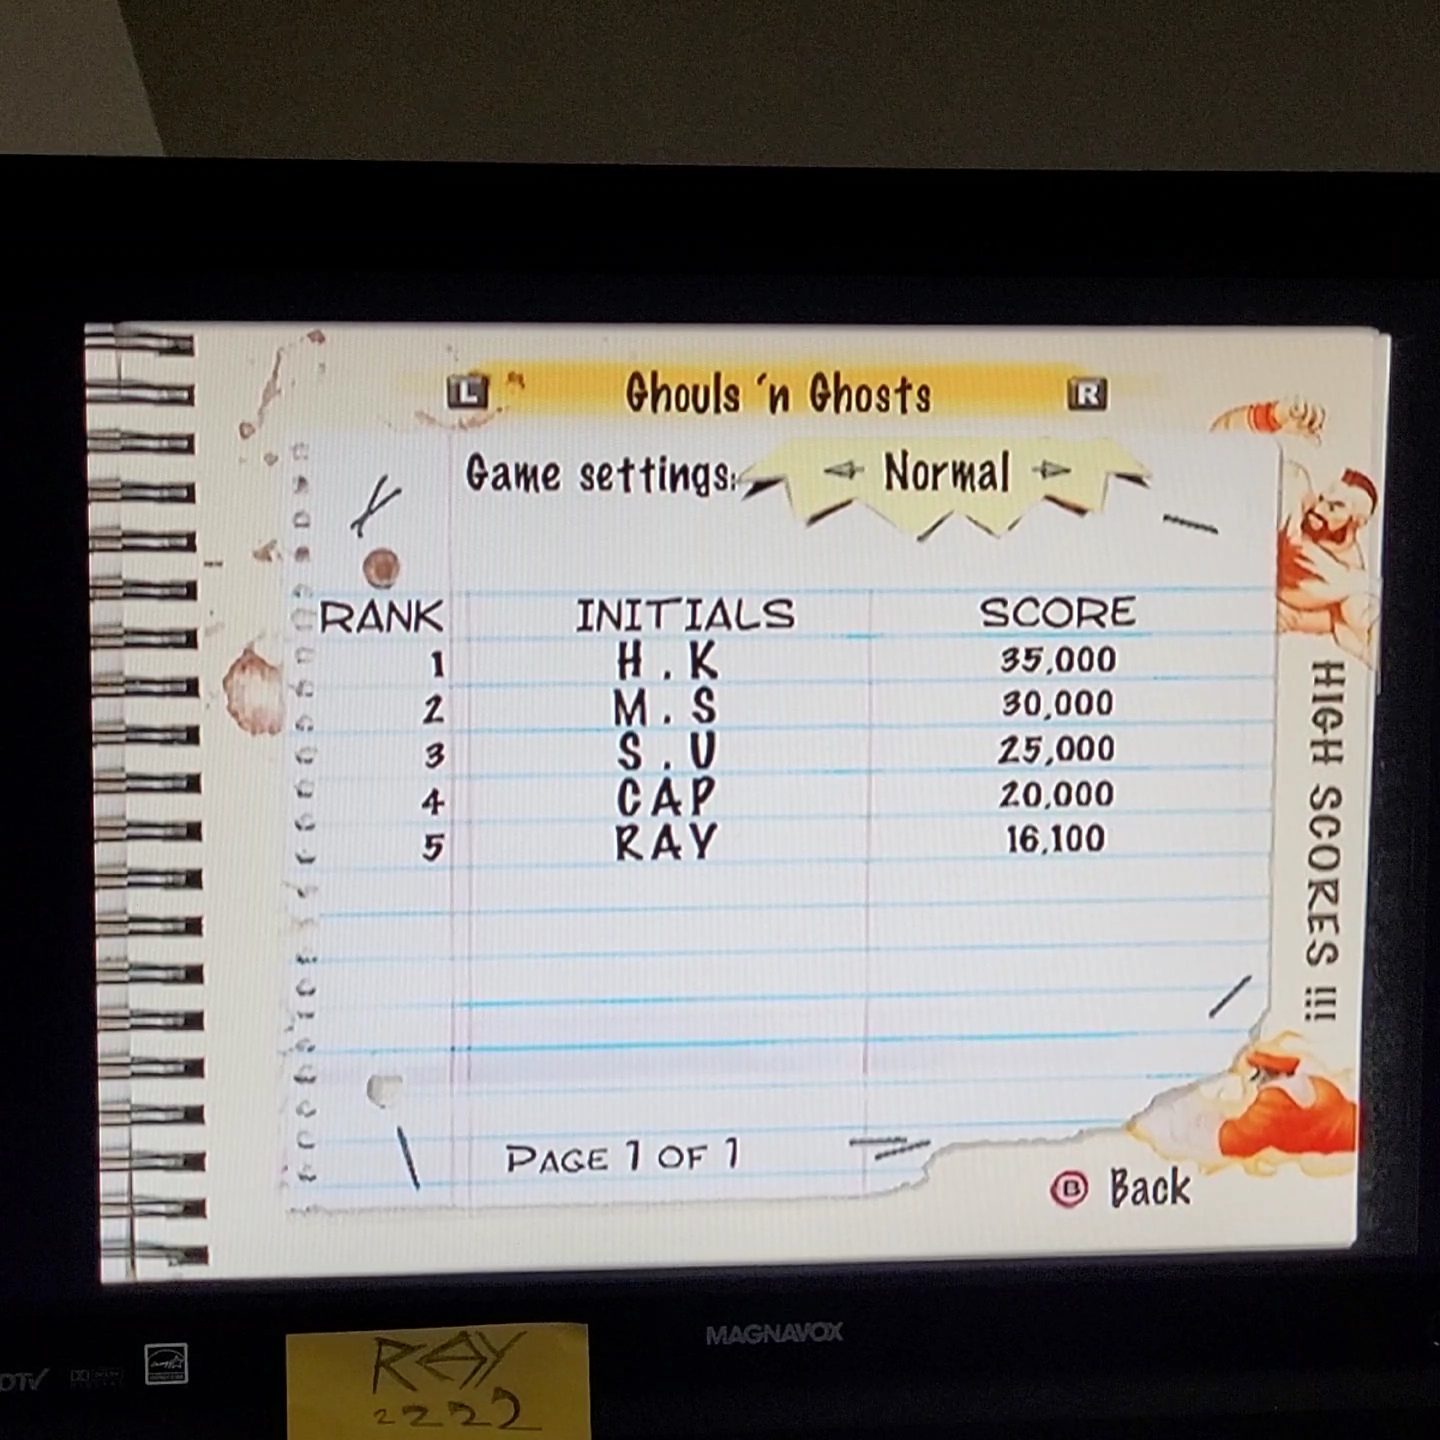 L Ghouls 'n Ghosts R
Game settings: Normal
RANK INITIALS SCORE
1 H.K 35,000
2 M.S 30,000
3 S.U 25,000
4 CAP 20,000
5 RAY 16,100
HIGH SCORES !!!
PAGE 1 OF 1
B Back
MAGNAVOX
DTV
RAY
2222